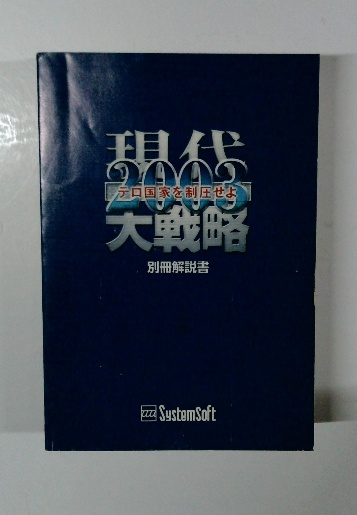 現代
2003
テロ国家を制圧せよ
大戦略
別冊解説書
SystemSoft